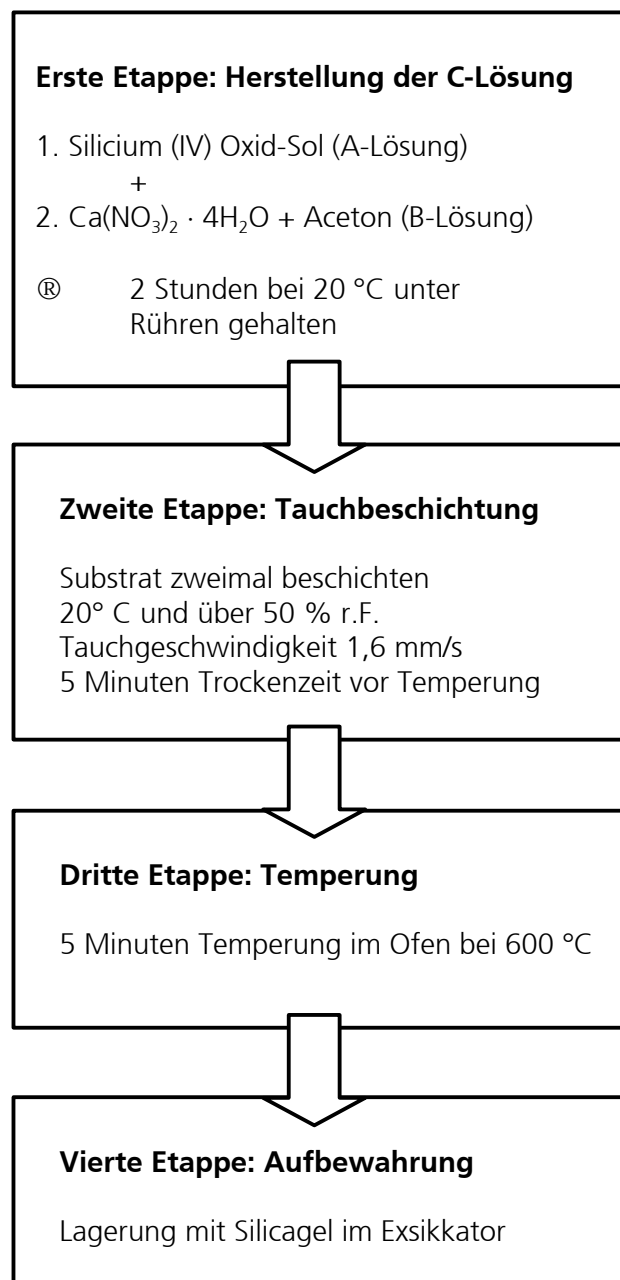 Erste Etappe: Herstellung der C-Lösung
1. Silicium (IV) Oxid-Sol (A-Lösung)
+
2. Ca(NO₃)₂ · 4H₂O + Aceton (B-Lösung)
® 2 Stunden bei 20 °C unter
Rühren gehalten
Zweite Etappe: Tauchbeschichtung
Substrat zweimal beschichten
20° C und über 50 % r.F.
Tauchgeschwindigkeit 1,6 mm/s
5 Minuten Trockenzeit vor Temperung
Dritte Etappe: Temperung
5 Minuten Temperung im Ofen bei 600 °C
Vierte Etappe: Aufbewahrung
Lagerung mit Silicagel im Exsikkator